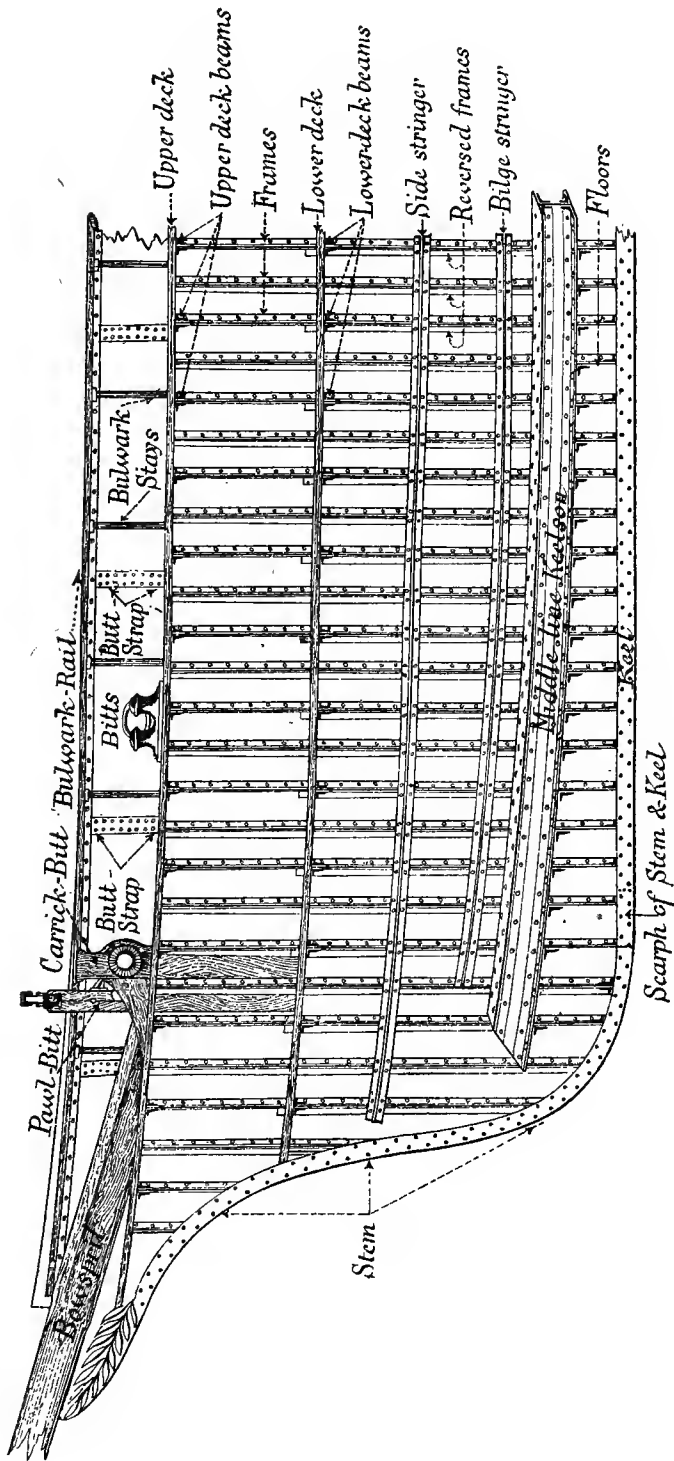 Bowsprit
Pawl-Bitt
Carrick-Bitt
Bulwark-Rail
Butt-
Strap
Bitts
Butt
Strap
Bulwark
Stays
Upper deck
Upper deck beams
Frames
Lower deck
Lower deck beams
Side stringer
Reversed frames
Bilge stringer
Middle line Keelson
Floors
Keel
Stem
Scarph of Stem & Keel